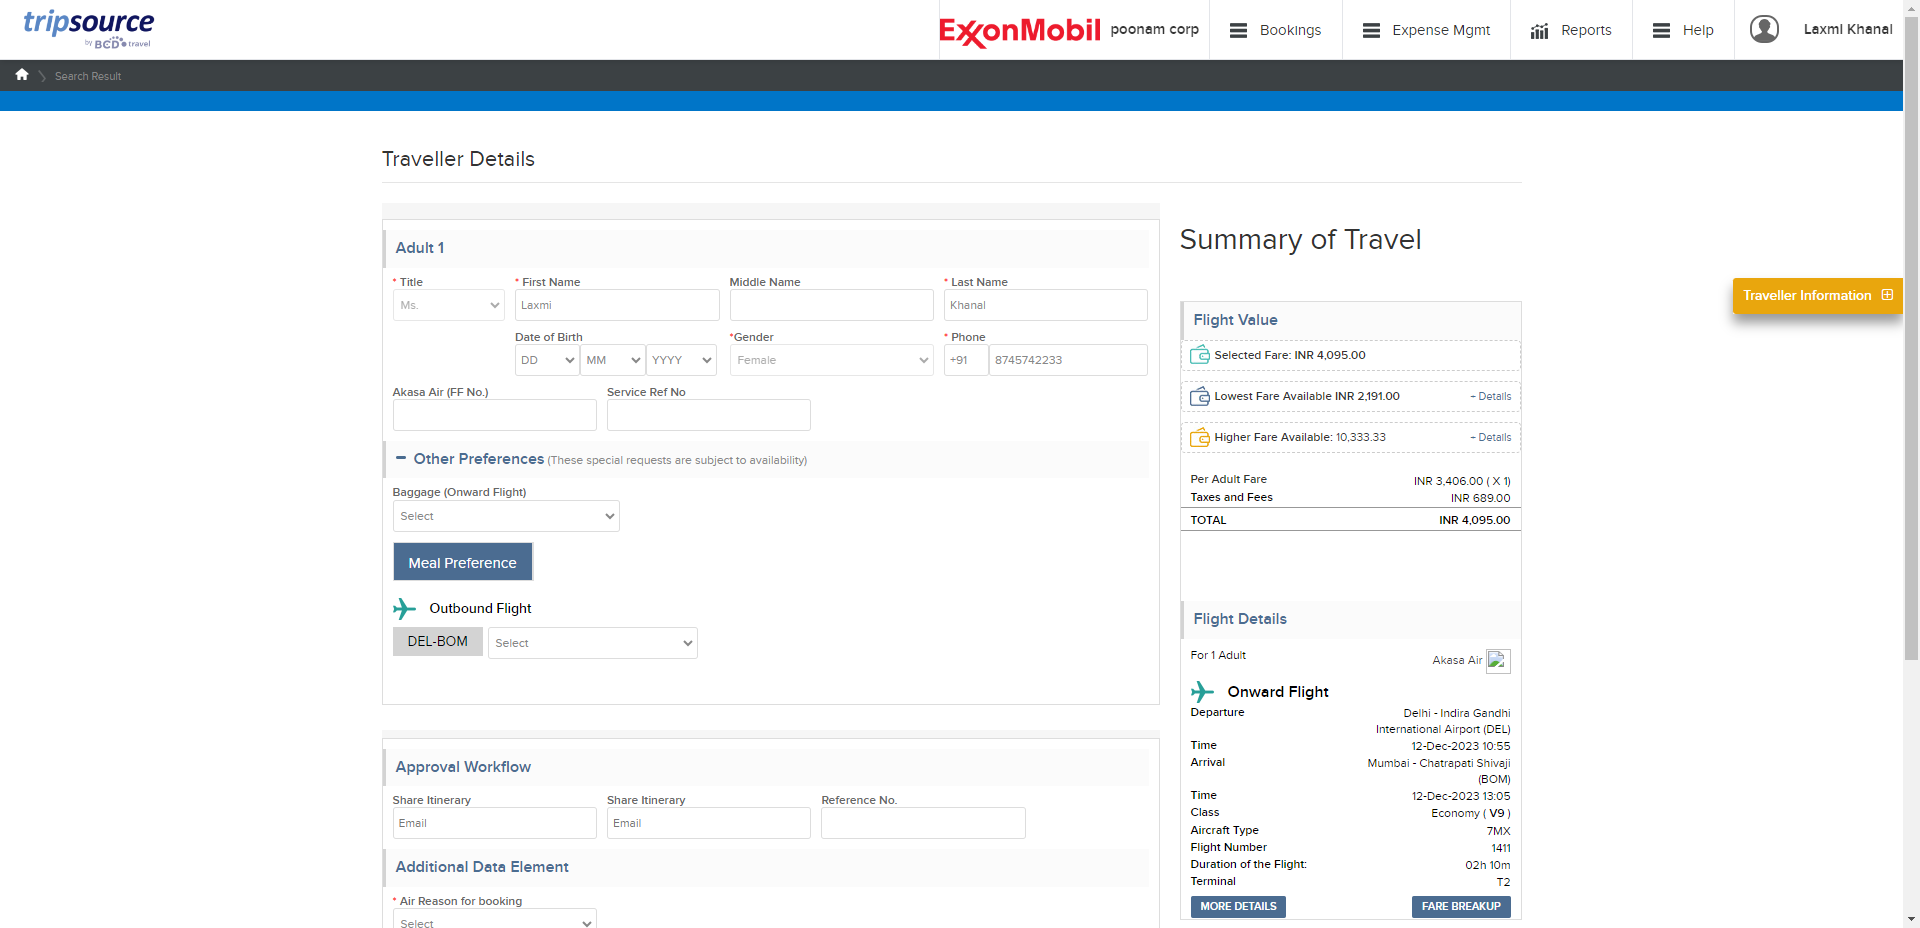 tripsource
by BCD travel
ExxonMobil
poonam corp
Bookings
Expense Mgmt
Reports
Help
Laxmi Khanal
Search Result
Traveller Details
Adult 1
* Title
* First Name
Middle Name
* Last Name
Ms.
Laxmi
Khanal
Date of Birth
*Gender
* Phone
DD
MM
YYYY
Female
+91
8745742233
Akasa Air (FF No.)
Service Ref No
Other Preferences (These special requests are subject to availability)
Baggage (Onward Flight)
Select
Meal Preference
Outbound Flight
DEL-BOM
Select
Approval Workflow
Share Itinerary
Share Itinerary
Reference No.
Email
Email
Additional Data Element
* Air Reason for booking
Select
Summary of Travel
Traveller Information
Flight Value
Selected Fare: INR 4,095.00
Lowest Fare Available INR 2,191.00
+ Details
Higher Fare Available: 10,333.33
+ Details
Per Adult Fare
INR 3,406.00 ( X 1)
Taxes and Fees
INR 689.00
TOTAL
INR 4,095.00
Flight Details
For 1 Adult
Akasa Air
Onward Flight
Departure
Delhi - Indira Gandhi
International Airport (DEL)
Time
12-Dec-2023 10:55
Arrival
Mumbai - Chatrapati Shivaji
(BOM)
Time
12-Dec-2023 13:05
Class
Economy ( V9 )
Aircraft Type
7MX
Flight Number
1411
Duration of the Flight:
02h 10m
Terminal
T2
MORE DETAILS
FARE BREAKUP